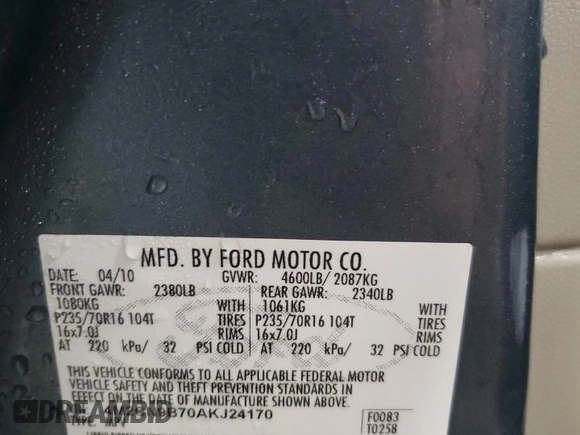 MFD. BY FORD MOTOR CO.
DATE: 04/10 GVWR: 4600LB/ 2087KG
FRONT GAWR: 2380LB REAR GAWR: 2340LB
1080KG WITH 1061KG WITH
P235/70R16 104T TIRES P235/70R16 104T TIRES
16x7.0J RIMS 16x7.0J RIMS
AT 220 kPa/ 32 PSI COLD AT 220 kPa/ 32 PSI COLD
THIS VEHICLE CONFORMS TO ALL APPLICABLE FEDERAL MOTOR
VEHICLE SAFETY AND THEFT PREVENTION STANDARDS IN
EFFECT ON THE DATE OF MANUFACTURE SHOWN ABOVE.
F0083
T0258
DREAMBID